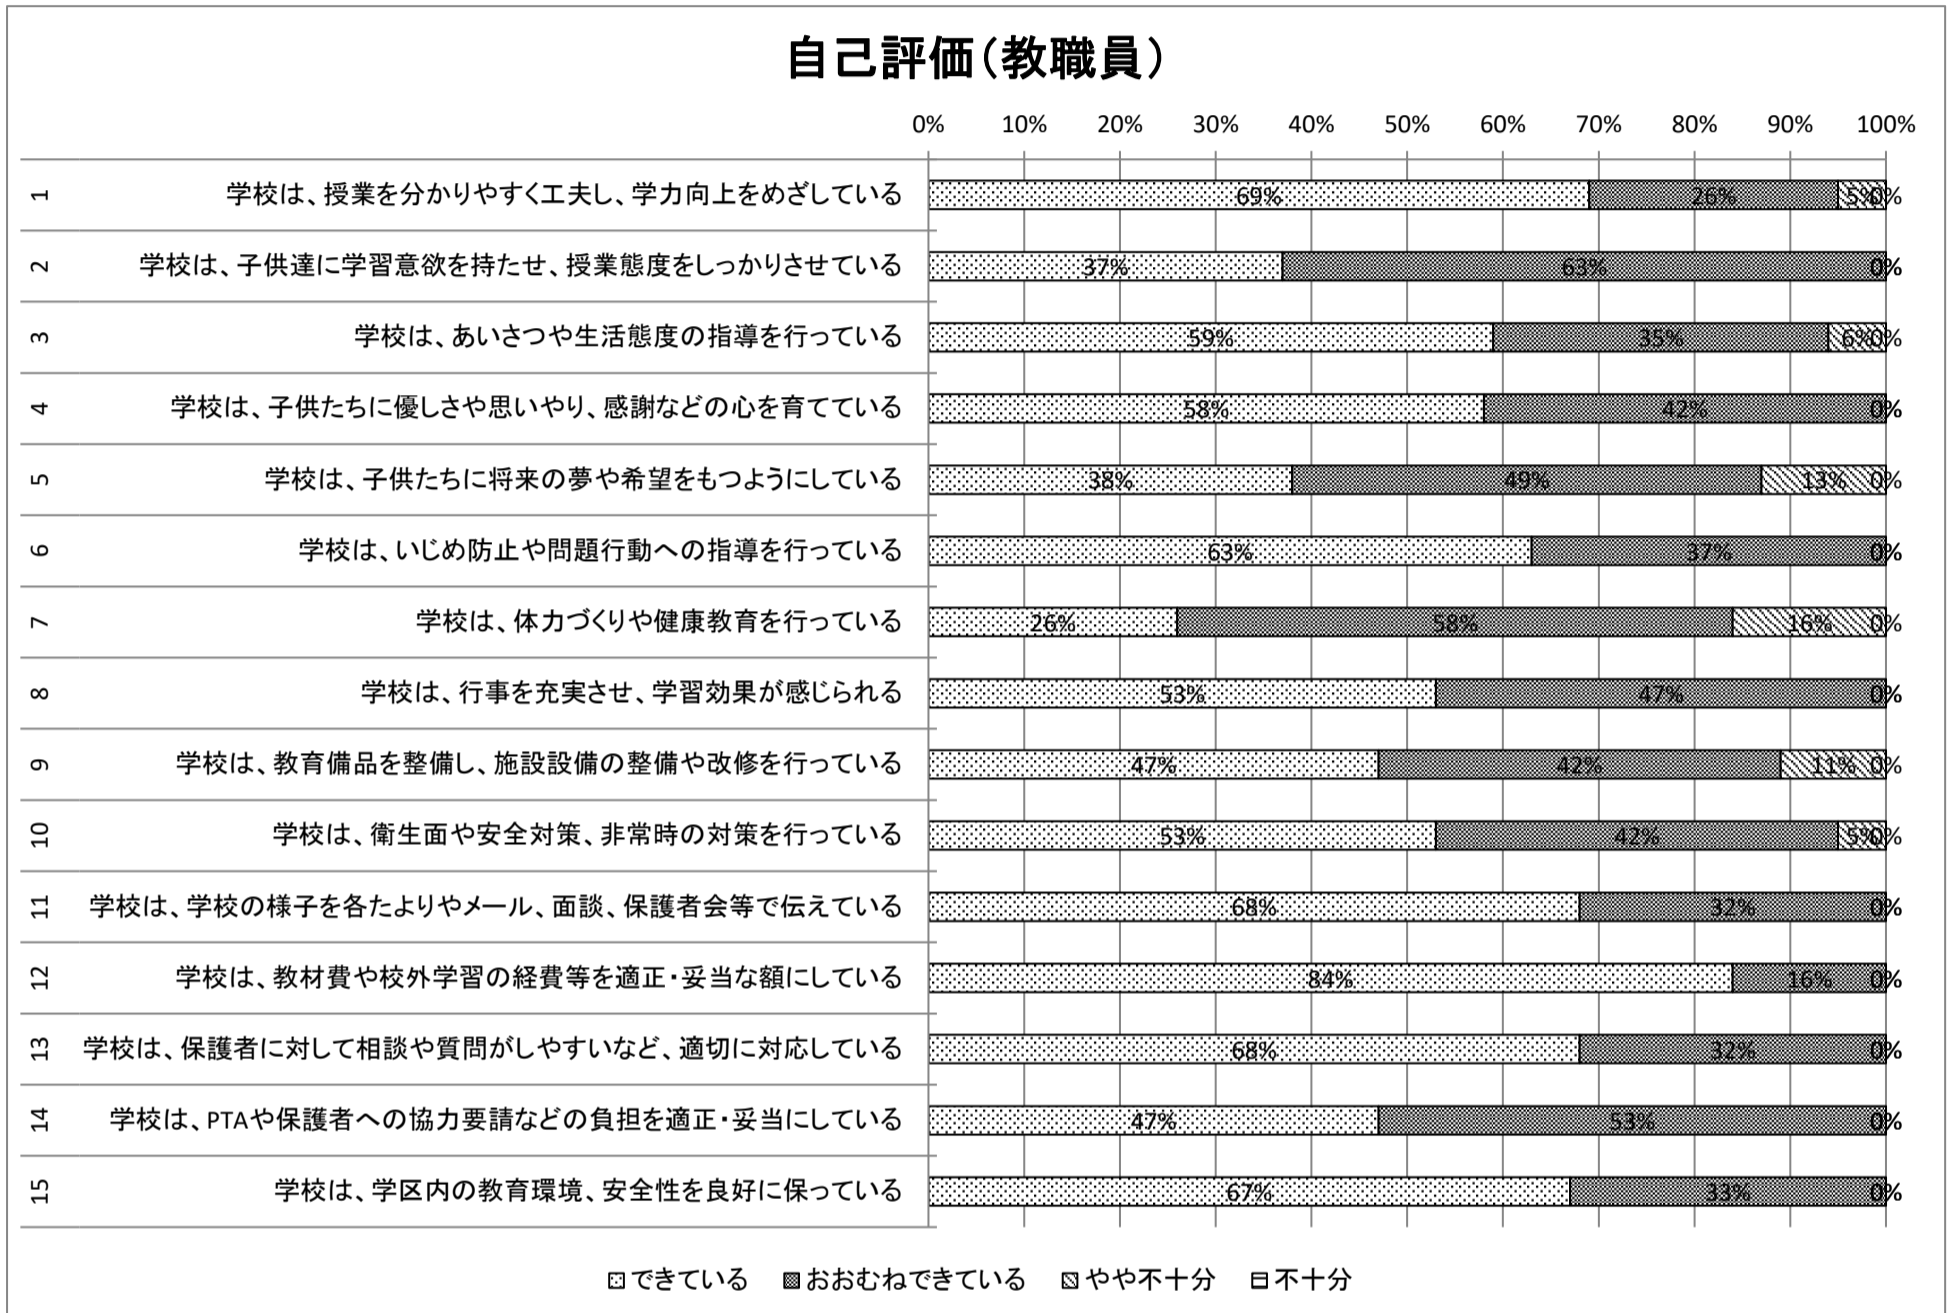 自己評価（教職員）
0% 10% 20% 30% 40% 50% 60% 70% 80% 90% 100%
1 学校は、授業を分かりやすく工夫し、学力向上をめざしている 69% 26% 5% 0%
2 学校は、子供達に学習意欲を持たせ、授業態度をしっかりさせている 37% 63% 0%
3 学校は、あいさつや生活態度の指導を行っている 59% 35% 6% 0%
4 学校は、子供たちに優しさや思いやり、感謝などの心を育てている 58% 42% 0%
5 学校は、子供たちに将来の夢や希望をもつようにしている 38% 49% 13% 0%
6 学校は、いじめ防止や問題行動への指導を行っている 63% 37% 0%
7 学校は、体力づくりや健康教育を行っている 26% 58% 16% 0%
8 学校は、行事を充実させ、学習効果が感じられる 53% 47% 0%
9 学校は、教育備品を整備し、施設設備の整備や改修を行っている 47% 42% 11% 0%
10 学校は、衛生面や安全対策、非常時の対策を行っている 53% 42% 5% 0%
11 学校は、学校の様子を各たよりやメール、面談、保護者会等で伝えている 68% 32% 0%
12 学校は、教材費や校外学習の経費等を適正・妥当な額にしている 84% 16% 0%
13 学校は、保護者に対して相談や質問がしやすいなど、適切に対応している 68% 32% 0%
14 学校は、PTAや保護者への協力要請などの負担を適正・妥当にしている 47% 53% 0%
15 学校は、学区内の教育環境、安全性を良好に保っている 67% 33% 0%
できている おおむねできている やや不十分 不十分